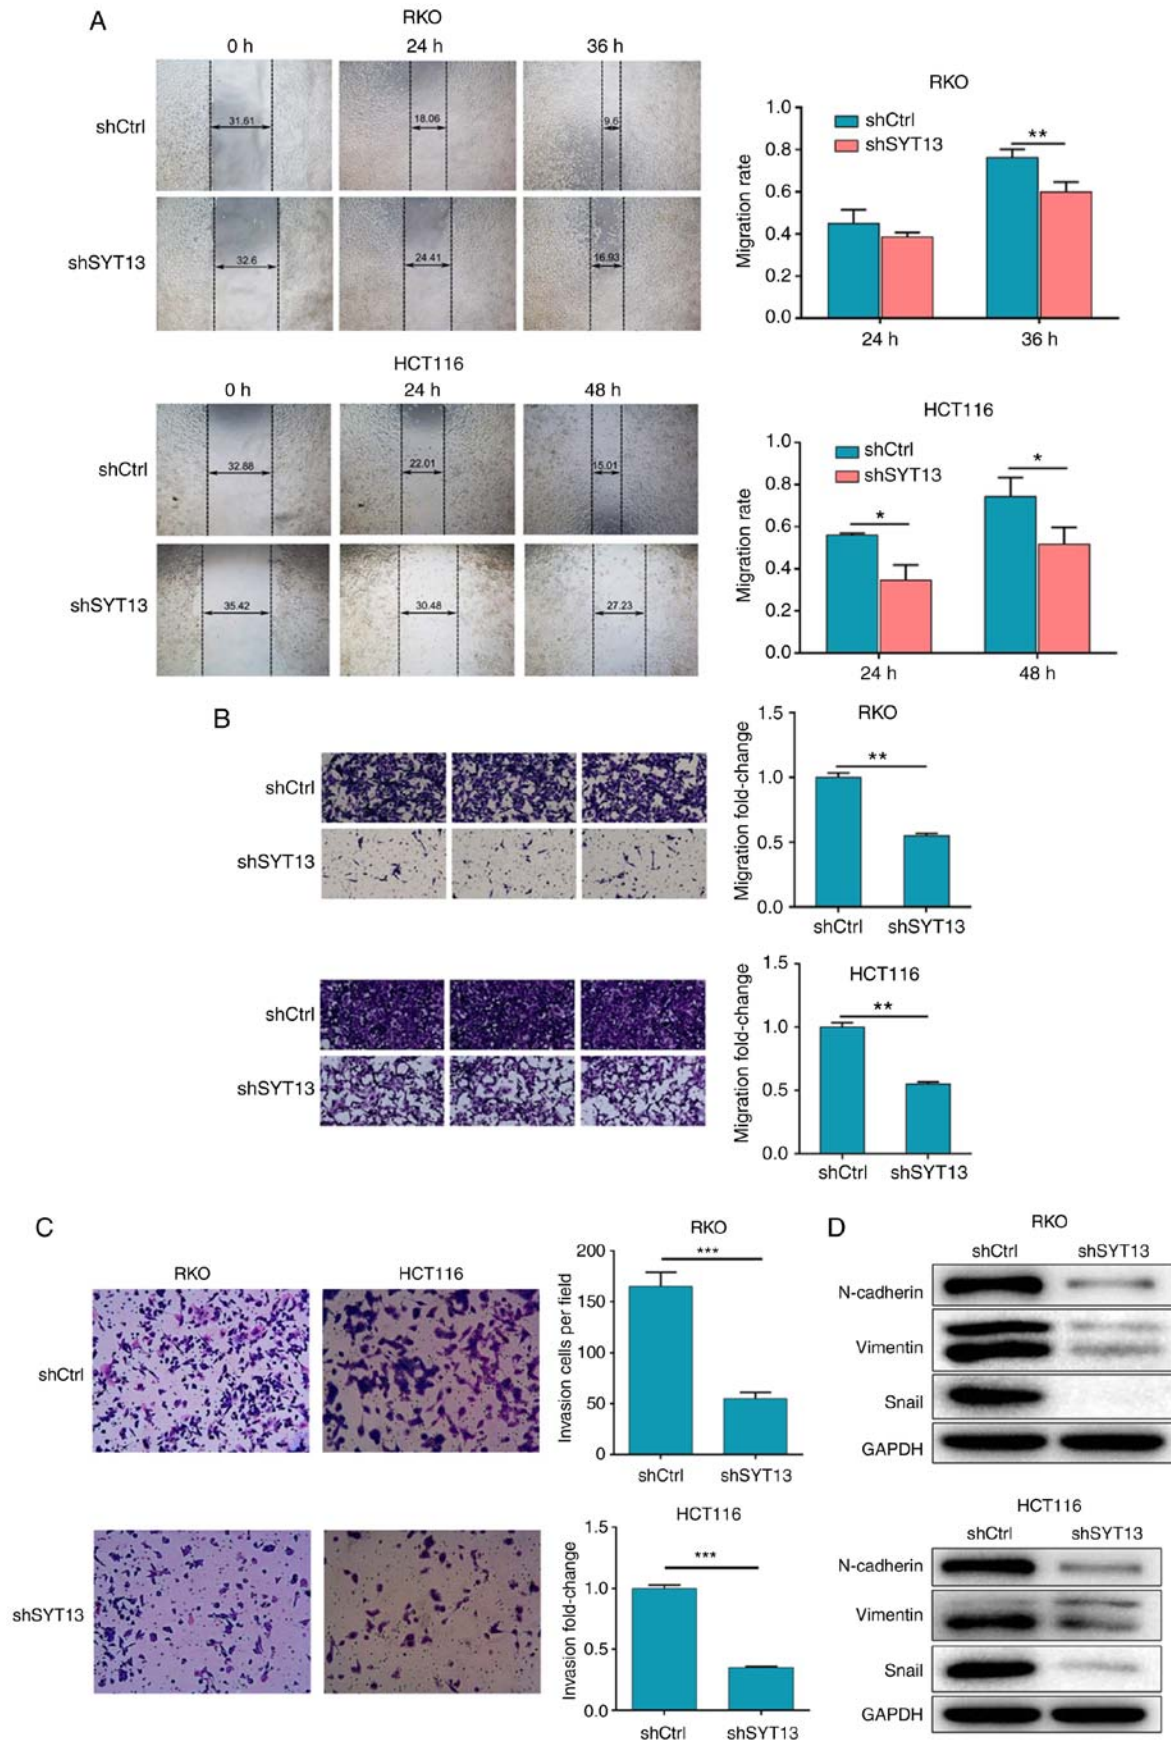 A
RKO
0 h 24 h 36 h
shCtrl
31.61 18.06 9.6
shSYT13
32.6 24.41 16.93
RKO
shCtrl
shSYT13
**
Migration rate
1.0
0.8
0.6
0.4
0.2
0.0
24 h 36 h
HCT116
0 h 24 h 48 h
shCtrl
32.88 22.01 15.01
shSYT13
35.42 30.48 27.23
HCT116
shCtrl
shSYT13
*
*
Migration rate
1.0
0.8
0.6
0.4
0.2
0.0
24 h 48 h
B
shCtrl
shSYT13
RKO
**
Migration fold-change
1.5
1.0
0.5
0.0
shCtrl shSYT13
shCtrl
shSYT13
HCT116
**
Migration fold-change
1.5
1.0
0.5
0.0
shCtrl shSYT13
C
RKO HCT116
shCtrl
shSYT13
RKO
***
Invasion cells per field
200
150
100
50
0
shCtrl shSYT13
HCT116
***
Invasion fold-change
1.5
1.0
0.5
0.0
shCtrl shSYT13
D
RKO
shCtrl shSYT13
N-cadherin
Vimentin
Snail
GAPDH
HCT116
shCtrl shSYT13
N-cadherin
Vimentin
Snail
GAPDH